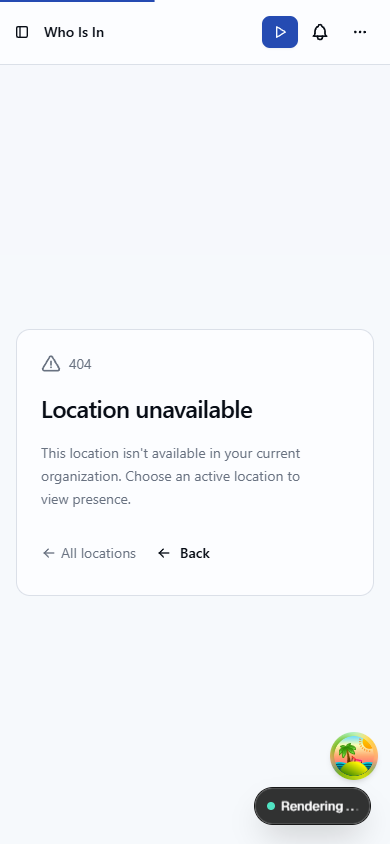 Who Is In
404
Location unavailable
This location isn't available in your current
organization. Choose an active location to
view presence.
← All locations
← Back
Rendering ...